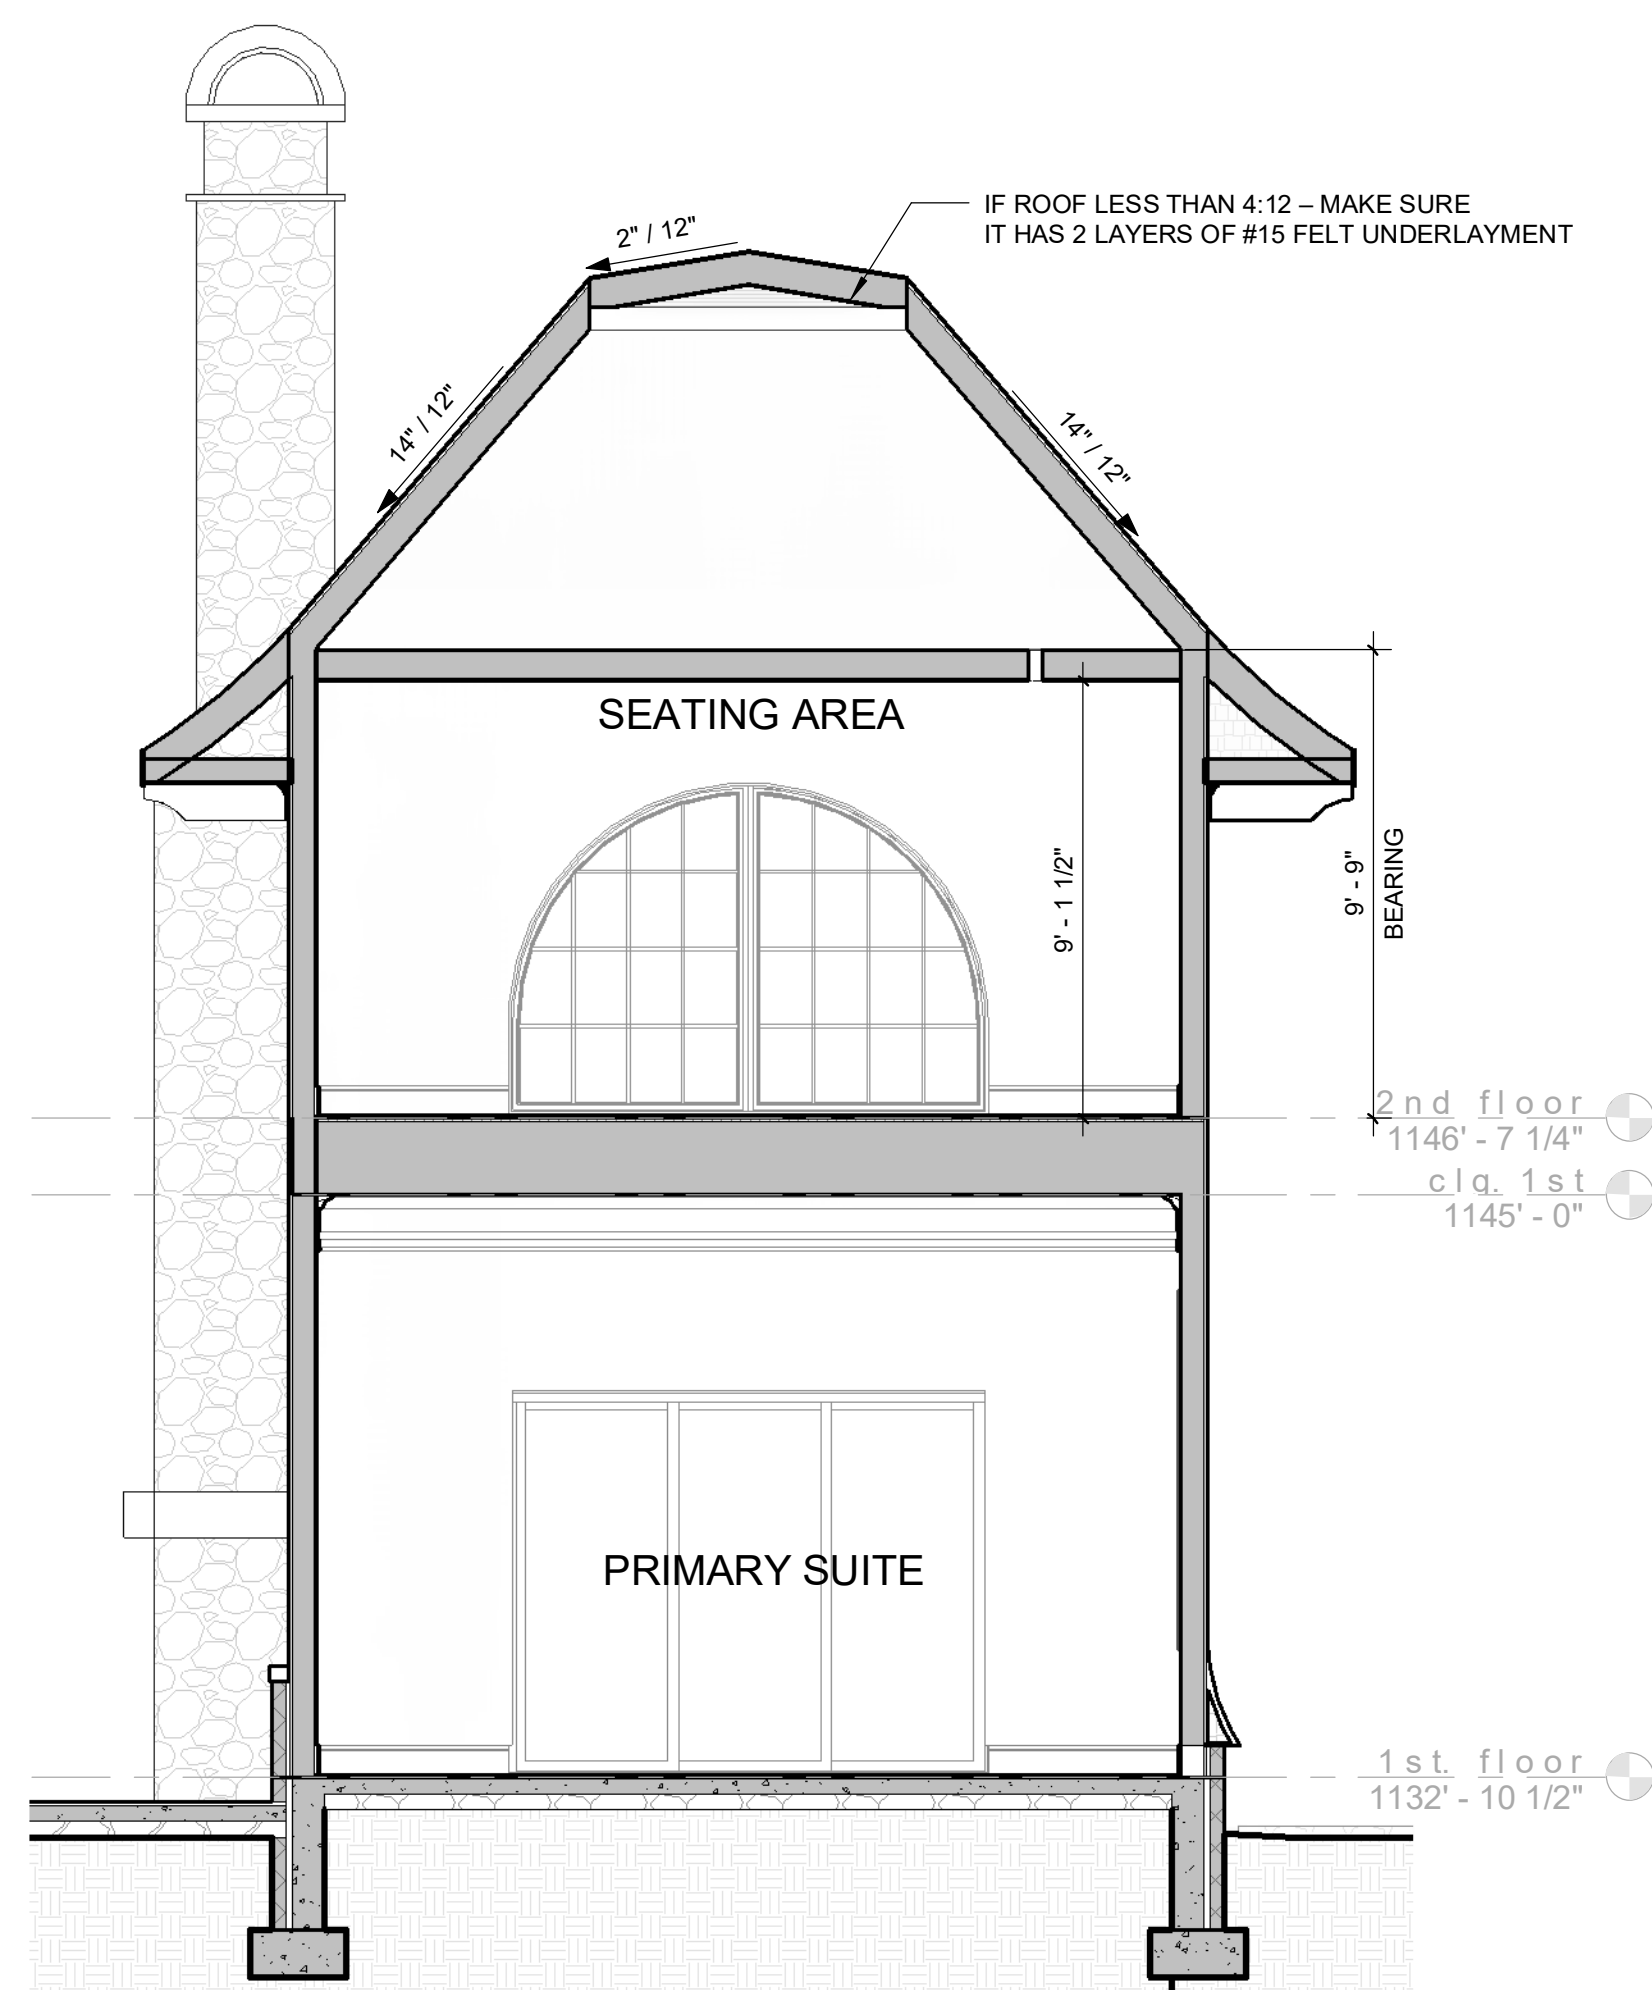 2" / 12"
IF ROOF LESS THAN 4:12 – MAKE SURE
IT HAS 2 LAYERS OF #15 FELT UNDERLAYMENT
14" / 12"
14" / 12"
SEATING AREA
9' - 1 1/2"
9' - 9"
BEARING
2nd floor
1146' - 7 1/4"
clg. 1st
1145' - 0"
PRIMARY SUITE
1st. floor
1132' - 10 1/2"